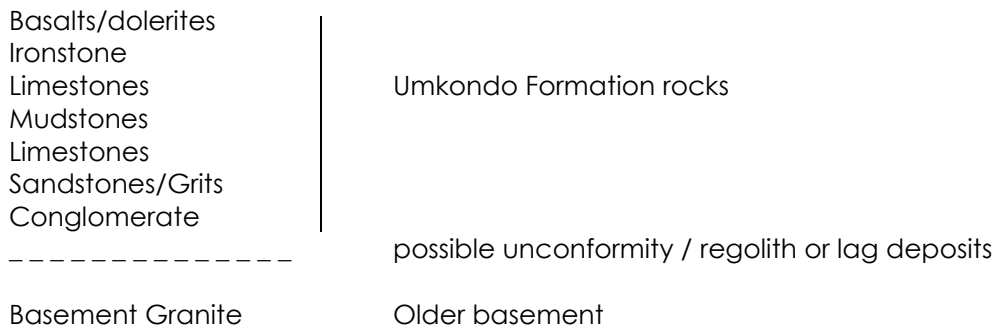 Basalts/dolerites
Ironstone
Limestones Umkondo Formation rocks
Mudstones
Limestones
Sandstones/Grits
Conglomerate
_ _ _ _ _ _ _ _ _ _ _ _ _ _ possible unconformity / regolith or lag deposits
Basement Granite Older basement